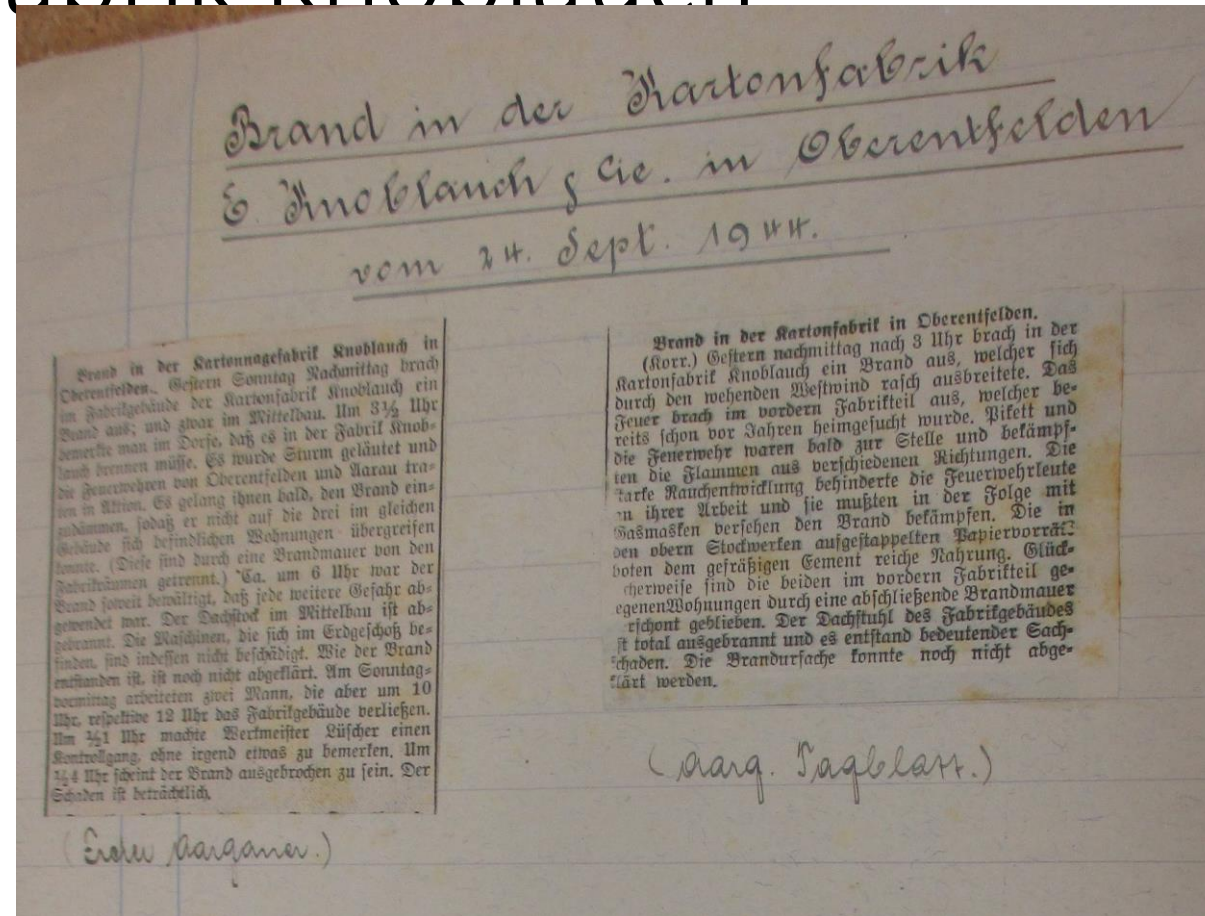 Brand in der Kartonfabrik
E. Knoblauch & Cie. in Oberentfelden
vom 24. Sept. 1944.
Brand in der Kartonnagefabrik Knoblauch in
Oberentfelden. Gestern Sonntag Nachmittag brach
im Fabrikgebäude der Kartonfabrik Knoblauch ein
Brand aus; und zwar im Mittelbau. Um 3½ Uhr
bemerkte man im Dorfe, daß es in der Fabrik Knob-
lauch brennen müsse. Es wurde Sturm geläutet und
die Feuerwehren von Oberentfelden und Aarau tra-
ten in Aktion. Es gelang ihnen bald, den Brand ein-
zudämmen, sodaß er nicht auf die drei im gleichen
Gebäude sich befindlichen Wohnungen übergreifen
konnte. (Diese sind durch eine Brandmauer von den
Fabrikräumen getrennt.) Ca. um 6 Uhr war der
Brand soweit bewältigt, daß jede weitere Gefahr ab-
gewendet war. Der Dachstock im Mittelbau ist ab-
gebrannt. Die Maschinen, die sich im Erdgeschoß be-
finden, sind indessen nicht beschädigt. Wie der Brand
entstanden ist, ist noch nicht abgeklärt. Am Sonntag-
vormittag arbeiteten zwei Mann, die aber um 10
Uhr, respektive 12 Uhr das Fabrikgebäude verließen.
Um ½1 Uhr machte Werkmeister Lüscher einen
Kontrollgang, ohne irgend etwas zu bemerken. Um
¼4 Uhr scheint der Brand ausgebrochen zu sein. Der
Schaden ist beträchtlich.
Aargauer.)
Brand in der Kartonfabrik in Oberentfelden.
(Korr.) Gestern nachmittag nach 3 Uhr brach in der
Kartonfabrik Knoblauch ein Brand aus, welcher sich
durch den wehenden Westwind rasch ausbreitete. Das
Feuer brach im vordern Fabrikteil aus, welcher be-
reits schon vor Jahren heimgesucht wurde. Pikett und
die Feuerwehr waren bald zur Stelle und bekämpf-
ten die Flammen aus verschiedenen Richtungen. Die
tarke Rauchentwicklung behinderte die Feuerwehrleute
in ihrer Arbeit und sie mußten in der Folge mit
Gasmasken versehen den Brand bekämpfen. Die in
den obern Stockwerken aufgestappelten Papiervorrät
boten dem gefräßigen Eement reiche Nahrung. Glück-
cherweise sind die beiden im vordern Fabrikteil ge-
egenen Wohnungen durch eine abschließende Brandmauer
rschont geblieben. Der Dachstuhl des Fabrikgebäudes
st total ausgebrannt und es entstand bedeutender Sach-
chaden. Die Brandursache konnte noch nicht abge-
klärt werden.
(Aarg. Tagblatt.)